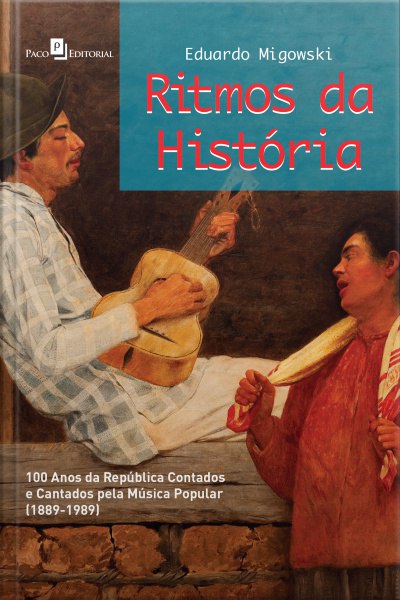 PACO P EDITORIAL
Eduardo Migowski
Ritmos da
História
100 Anos da República Contados
e Cantados pela Música Popular
(1889-1989)